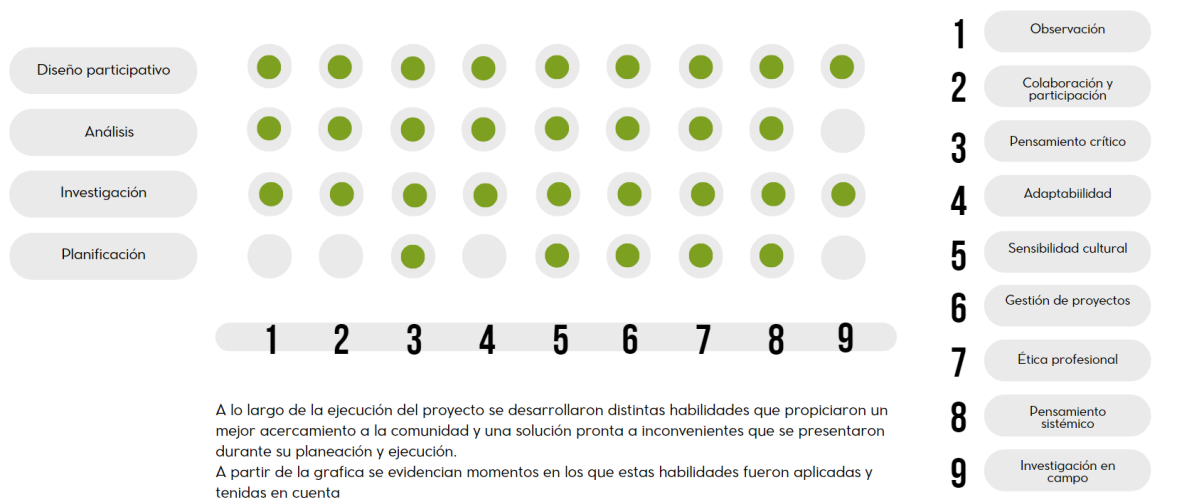 Diseño participativo
Análisis
Investigación
Planificación
1 2 3 4 5 6 7 8 9
A lo largo de la ejecución del proyecto se desarrollaron distintas habilidades que propiciaron un
mejor acercamiento a la comunidad y una solución pronta a inconvenientes que se presentaron
durante su planeación y ejecución.
A partir de la grafica se evidencian momentos en los que estas habilidades fueron aplicadas y
tenidas en cuenta
1 Observación
2 Colaboración y
participación
3 Pensamiento crítico
4 Adaptabiilidad
5 Sensibilidad cultural
6 Gestión de proyectos
7 Ética profesional
8 Pensamiento
sistémico
9 Investigación en
campo